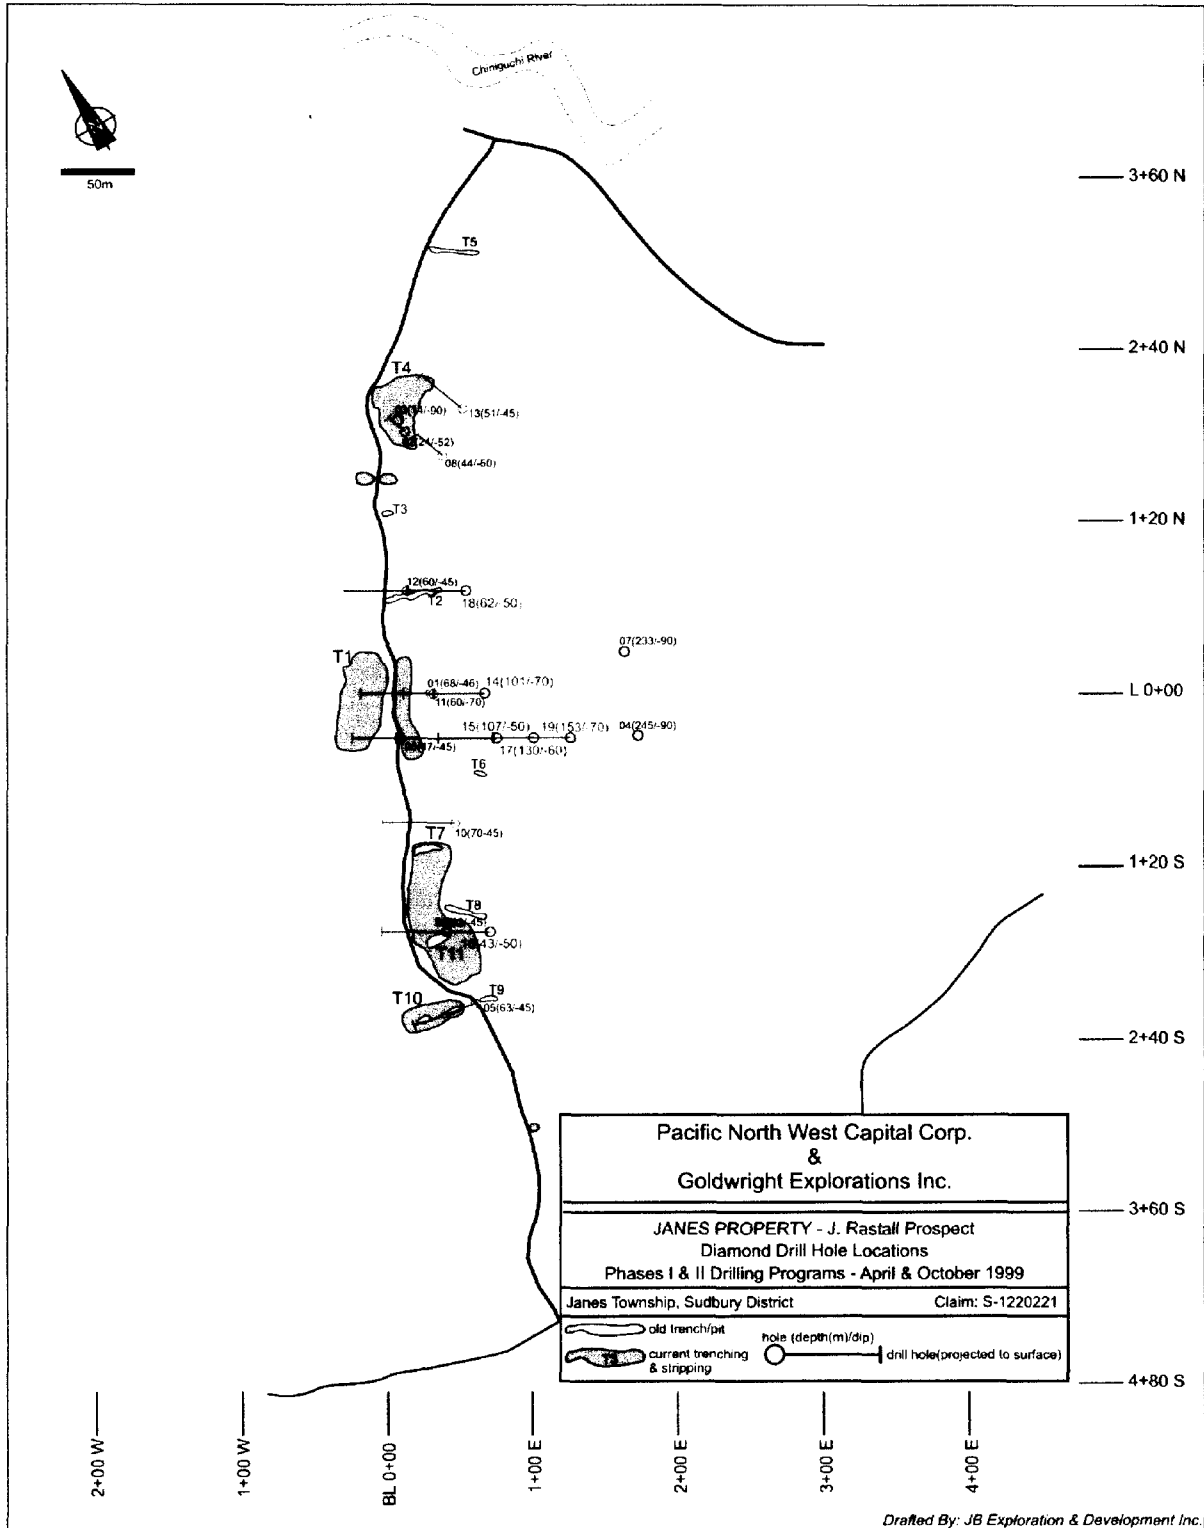 Chiniguchi River
50m
3+60 N
T5
2+40 N
T4
13(51/-45)
08(44/-50)
T3
1+20 N
12(60/-45)
T2
18(62/-50)
07(233/-90)
T1
01(68/-46)
14(101/-70)
11(60/-70)
L 0+00
15(107/-50)
19(153/-70)
04(245/-90)
17(130/-60)
T6
10(70-45)
T7
1+20 S
T8
T11
T9
T10
05(63/-45)
2+40 S
Pacific North West Capital Corp.
&
Goldwright Explorations Inc.
3+60 S
JANES PROPERTY - J. Rastall Prospect
Diamond Drill Hole Locations
Phases I & II Drilling Programs - April & October 1999
Janes Township, Sudbury District Claim: S-1220221
old trench/pit
hole (depth(m)/dip)
current trenching
& stripping
drill hole(projected to surface)
4+80 S
2+00 W
1+00 W
BL 0+00
1+00 E
2+00 E
3+00 E
4+00 E
Drafted By: JB Exploration & Development Inc.